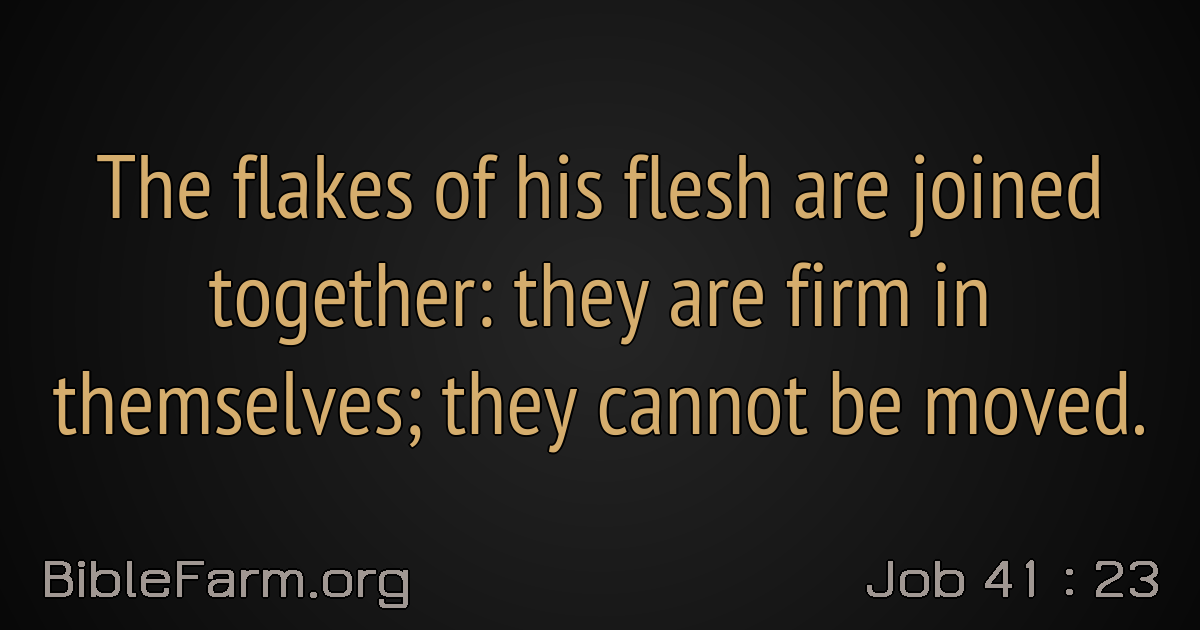 The flakes of his flesh are joined
together: they are firm in
themselves; they cannot be moved.
BibleFarm.org
Job 41 : 23